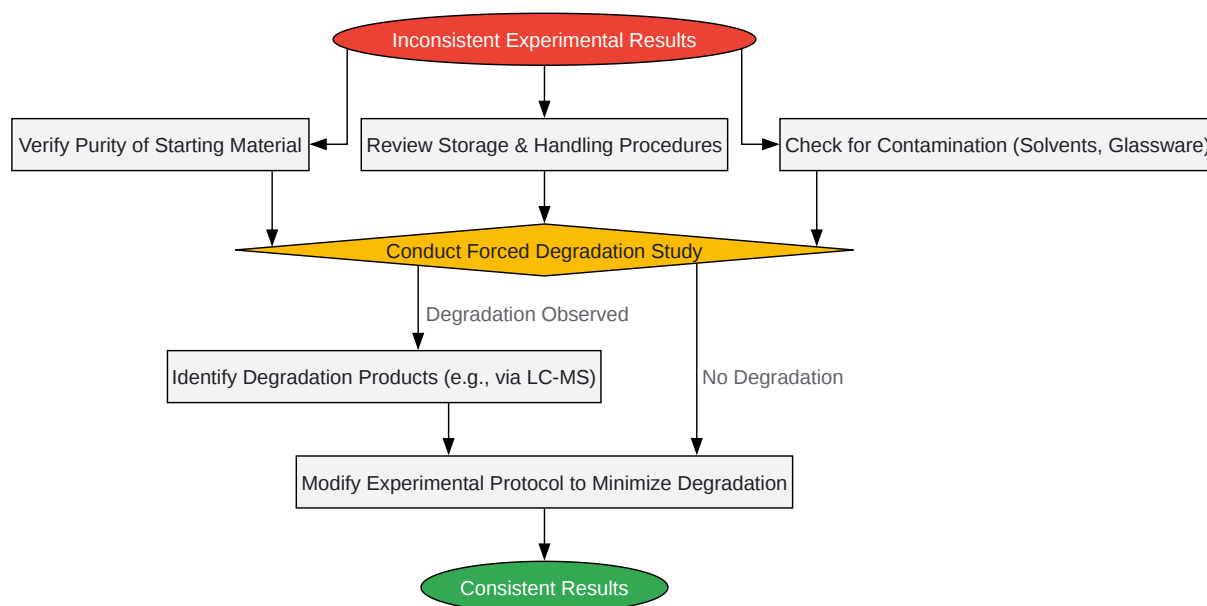 Inconsistent Experimental Results
Verify Purity of Starting Material
Review Storage & Handling Procedures
Check for Contamination (Solvents, Glassware)
Conduct Forced Degradation Study
Degradation Observed
Identify Degradation Products (e.g., via LC-MS)
No Degradation
Modify Experimental Protocol to Minimize Degradation
Consistent Results